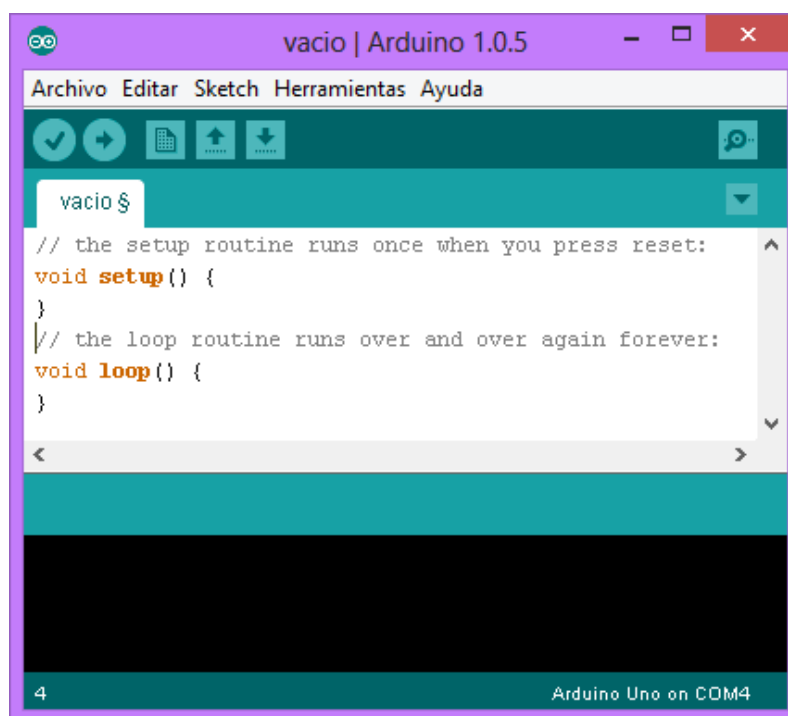 vacio | Arduino 1.0.5
Archivo Editar Sketch Herramientas Ayuda
vacio §
// the setup routine runs once when you press reset:
void setup() {
}
// the loop routine runs over and over again forever:
void loop() {
}
4
Arduino Uno on COM4